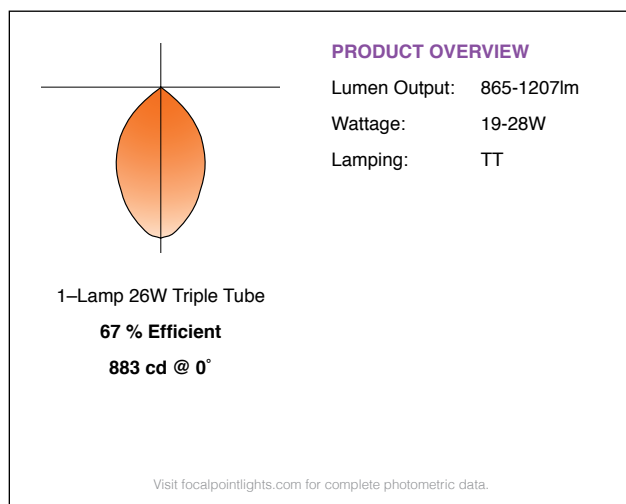 PRODUCT OVERVIEW
Lumen Output: 865-1207lm
Wattage: 19-28W
Lamping: TT
1–Lamp 26W Triple Tube
67 % Efficient
883 cd @ 0°
Visit focalpointlights.com for complete photometric data.